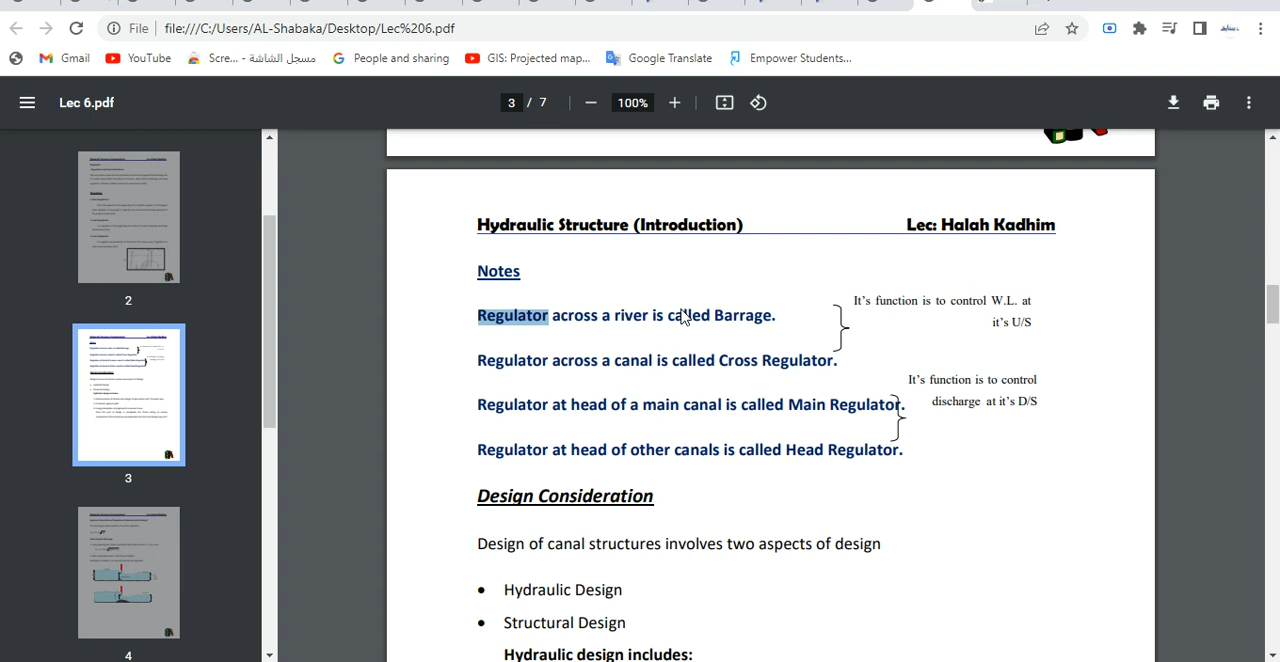 File
file:///C:/Users/AL-Shabaka/Desktop/Lec%206.pdf
Gmail
YouTube
Scre... - مسجل الشاشة
People and sharing
GIS: Projected map...
Google Translate
Empower Students...
Lec 6.pdf
3 / 7
100%
Hydraulic Structure (Introduction) Lec: Halah Kadhim
Notes
Regulator across a river is called Barrage.
It's function is to control W.L. at
it's U/S
Regulator across a canal is called Cross Regulator.
It's function is to control
discharge at it's D/S
Regulator at head of a main canal is called Main Regulator.
Regulator at head of other canals is called Head Regulator.
Design Consideration
Design of canal structures involves two aspects of design
• Hydraulic Design
• Structural Design
Hydraulic design includes:
2
3
4